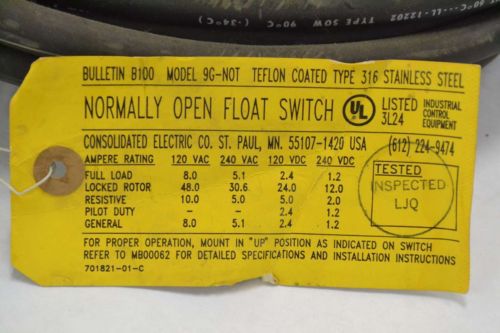 60°C--LL-12202
TYPE SOW 90°C (-34°C)
BULLETIN B100 MODEL 9G-NOT TEFLON COATED TYPE 316 STAINLESS STEEL
NORMALLY OPEN FLOAT SWITCH UL LISTED 3L24 INDUSTRIAL CONTROL EQUIPMENT
CONSOLIDATED ELECTRIC CO. ST. PAUL, MN. 55107-1420 USA (612) 224-9474
AMPERE RATING 120 VAC 240 VAC 120 VDC 240 VDC
FULL LOAD 8.0 5.1 2.4 1.2
LOCKED ROTOR 48.0 30.6 24.0 12.0
RESISTIVE 10.0 5.0 5.0 2.0
PILOT DUTY - - 2.4 1.2
GENERAL 8.0 5.1 2.4 1.2
TESTED
INSPECTED
LJQ
FOR PROPER OPERATION, MOUNT IN "UP" POSITION AS INDICATED ON SWITCH
REFER TO MB00062 FOR DETAILED SPECIFICATIONS AND INSTALLATION INSTRUCTIONS
701821-01-C